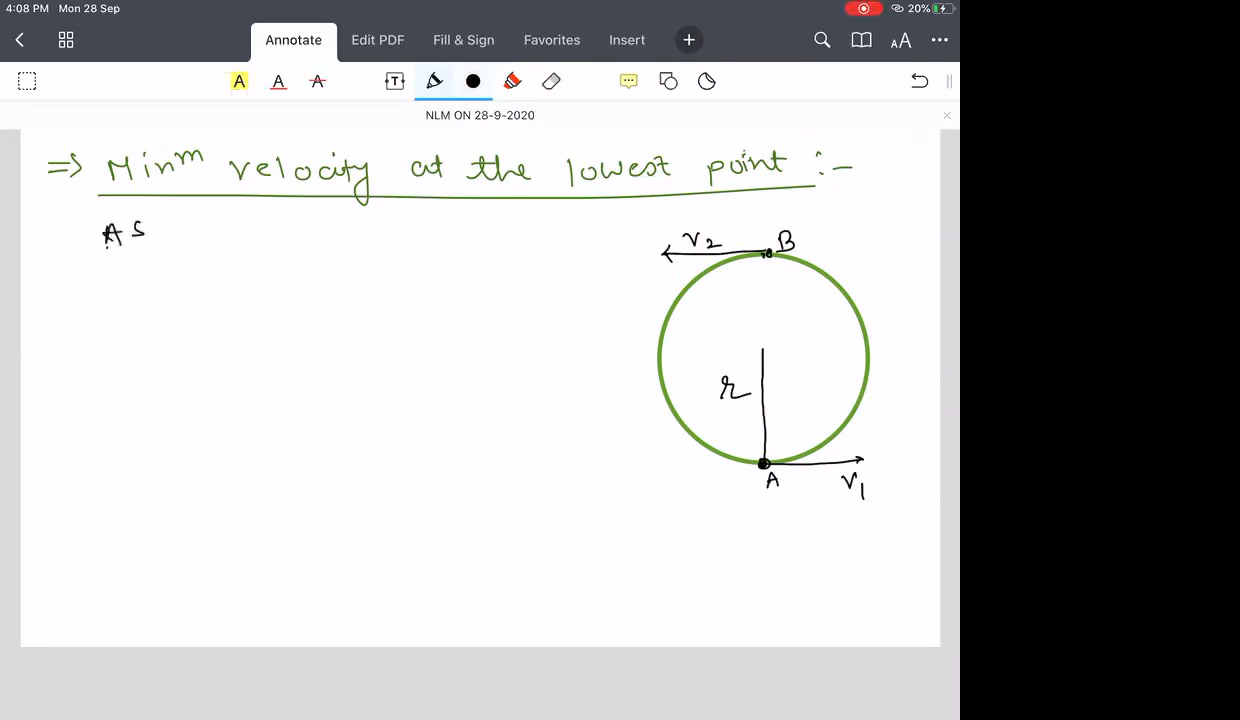 4:08 PM Mon 28 Sep 20%
Annotate Edit PDF Fill & Sign Favorites Insert
NLM ON 28-9-2020
=> Minᵐ velocity at the lowest point :-
AS
v2 B
r
A v1